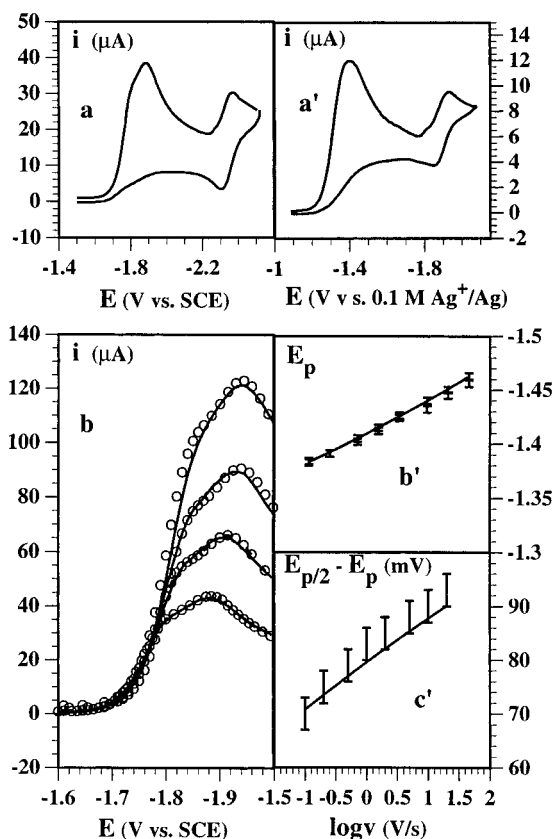 i (μA)
i (μA)
50
40
30
20
10
0
-10
a
a'
14
12
10
8
6
4
2
0
-2
-1.4 -1.8 -2.2 -1 -1.4 -1.8
E (V vs. SCE)
E (V v s. 0.1 M Ag⁺/Ag)
i (μA)
140
120
100
80
60
40
20
0
-20
b
-1.6 -1.7 -1.8 -1.9 -1.5 -1 -0.5 0 0.5 1 1.5 2
E (V vs. SCE)
Ep
b'
-1.5
-1.45
-1.4
-1.35
-1.3
Ep/2 - Ep (mV)
c'
90
80
70
60
logv (V/s)